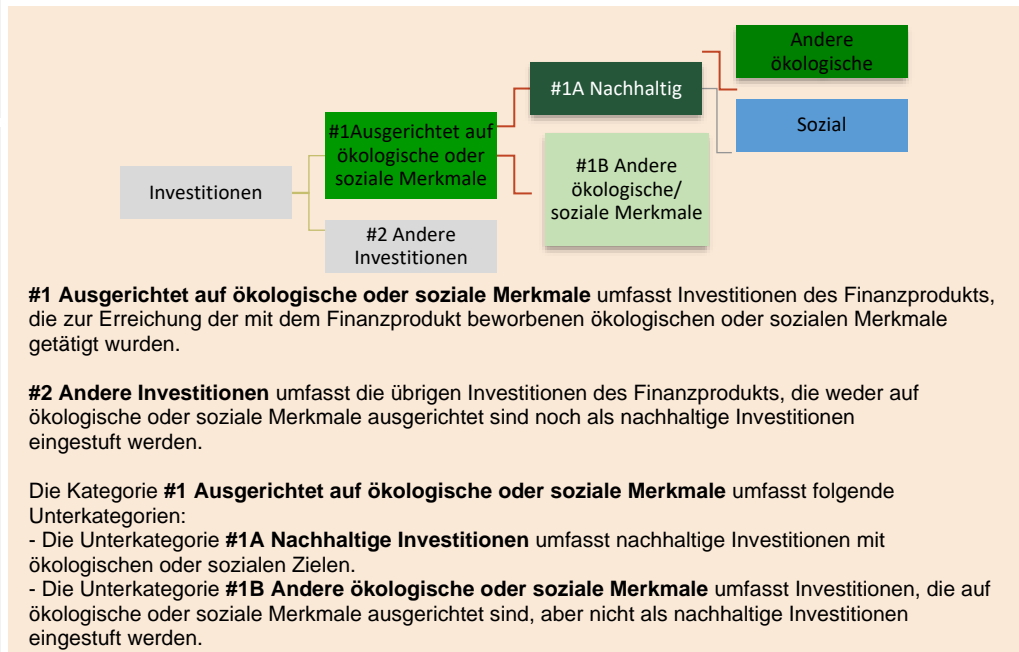 Andere
ökologische
#1A Nachhaltig
Sozial
#1Ausgerichtet auf
ökologische oder
soziale Merkmale
#1B Andere
ökologische/
soziale Merkmale
Investitionen
#2 Andere
Investitionen
#1 Ausgerichtet auf ökologische oder soziale Merkmale umfasst Investitionen des Finanzprodukts,
die zur Erreichung der mit dem Finanzprodukt beworbenen ökologischen oder sozialen Merkmale
getätigt wurden.
#2 Andere Investitionen umfasst die übrigen Investitionen des Finanzprodukts, die weder auf
ökologische oder soziale Merkmale ausgerichtet sind noch als nachhaltige Investitionen
eingestuft werden.
Die Kategorie #1 Ausgerichtet auf ökologische oder soziale Merkmale umfasst folgende
Unterkategorien:
- Die Unterkategorie #1A Nachhaltige Investitionen umfasst nachhaltige Investitionen mit
ökologischen oder sozialen Zielen.
- Die Unterkategorie #1B Andere ökologische oder soziale Merkmale umfasst Investitionen, die auf
ökologische oder soziale Merkmale ausgerichtet sind, aber nicht als nachhaltige Investitionen
eingestuft werden.